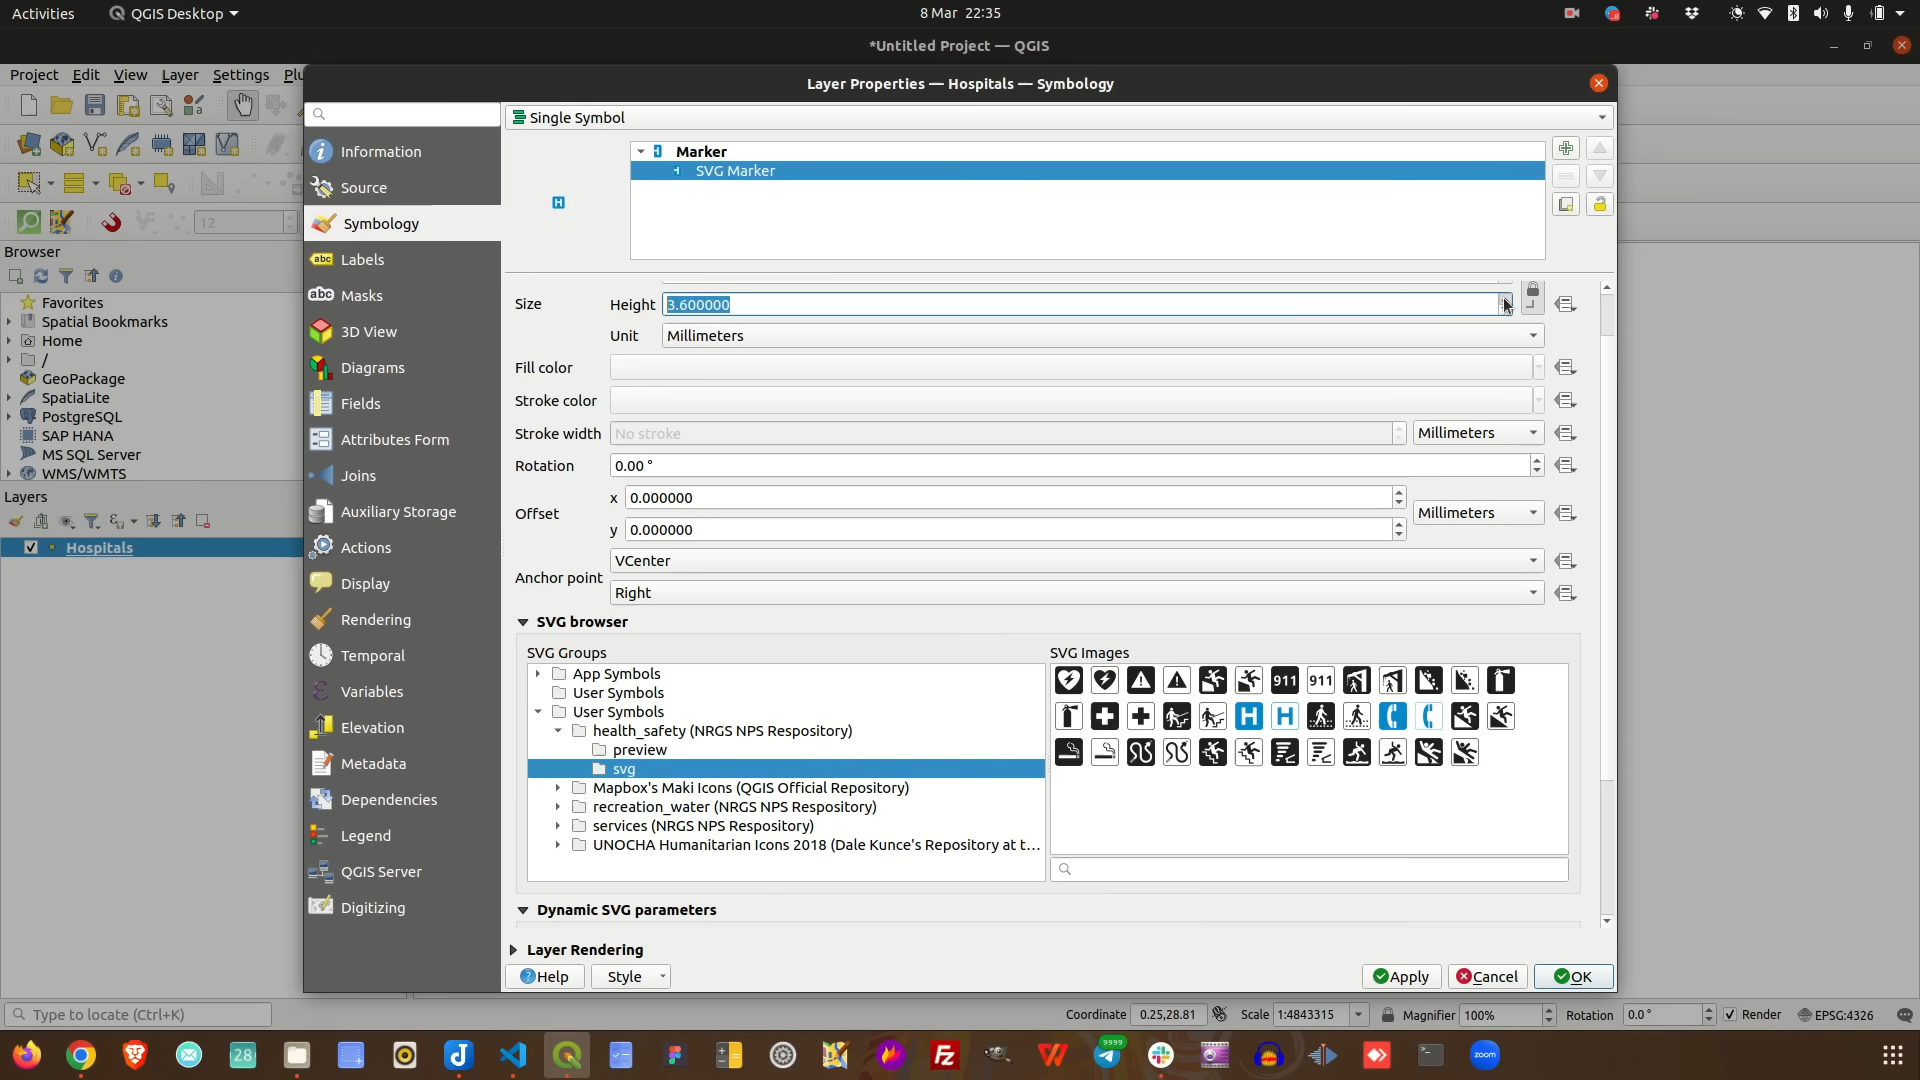 Activities
QGIS Desktop
8 Mar 22:35
*Untitled Project — QGIS
Project Edit View Layer Settings Plu
Layer Properties — Hospitals — Symbology
Single Symbol
Information
Source
Symbology
Labels
Masks
3D View
Diagrams
Fields
Attributes Form
Joins
Auxiliary Storage
Actions
Display
Rendering
Temporal
Variables
Elevation
Metadata
Dependencies
Legend
QGIS Server
Digitizing
12
Browser
Favorites
Spatial Bookmarks
Home
/
GeoPackage
SpatiaLite
PostgreSQL
SAP HANA
MS SQL Server
WMS/WMTS
Layers
Hospitals
Marker
SVG Marker
Size Height 3.600000
Unit Millimeters
Fill color
Stroke color
Stroke width No stroke Millimeters
Rotation 0.00 °
Offset x 0.000000 Millimeters
y 0.000000
Anchor point VCenter
Right
SVG browser
SVG Groups
App Symbols
User Symbols
User Symbols
health_safety (NRGS NPS Respository)
preview
svg
Mapbox's Maki Icons (QGIS Official Repository)
recreation_water (NRGS NPS Respository)
services (NRGS NPS Respository)
UNOCHA Humanitarian Icons 2018 (Dale Kunce's Repository at t...
SVG Images
911 911
H H
Dynamic SVG parameters
Layer Rendering
Help Style Apply Cancel OK
Type to locate (Ctrl+K)
Coordinate 0.25,28.81 Scale 1:4843315 Magnifier 100% Rotation 0.0 ° Render EPSG:4326
28
9999
zoom